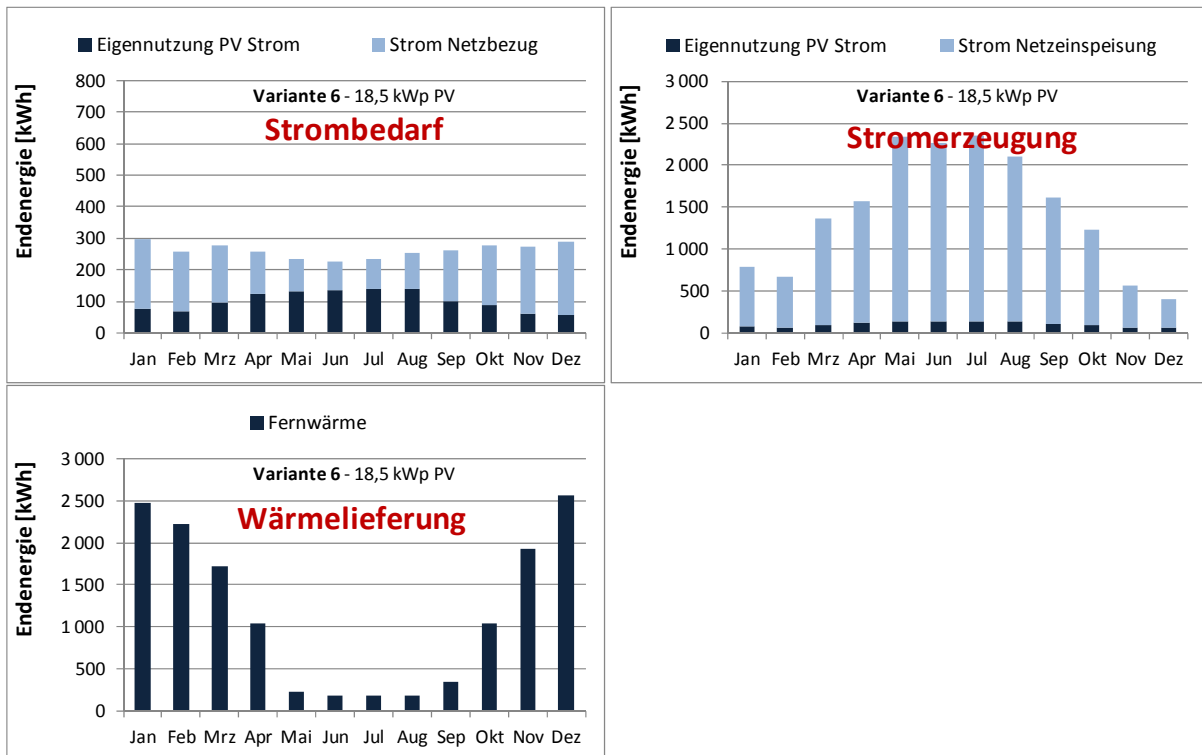 Eigennutzung PV Strom Strom Netzbezug
Endenergie [kWh]
800
700
600
500
400
300
200
100
0
Variante 6 - 18,5 kWp PV
Strombedarf
Jan Feb Mrz Apr Mai Jun Jul Aug Sep Okt Nov Dez
Eigennutzung PV Strom Strom Netzeinspeisung
Endenergie [kWh]
3 000
2 500
2 000
1 500
1 000
500
0
Variante 6 - 18,5 kWp PV
Stromerzeugung
Jan Feb Mrz Apr Mai Jun Jul Aug Sep Okt Nov Dez
Fernwärme
Endenergie [kWh]
3 000
2 500
2 000
1 500
1 000
500
0
Variante 6 - 18,5 kWp PV
Wärmelieferung
Jan Feb Mrz Apr Mai Jun Jul Aug Sep Okt Nov Dez